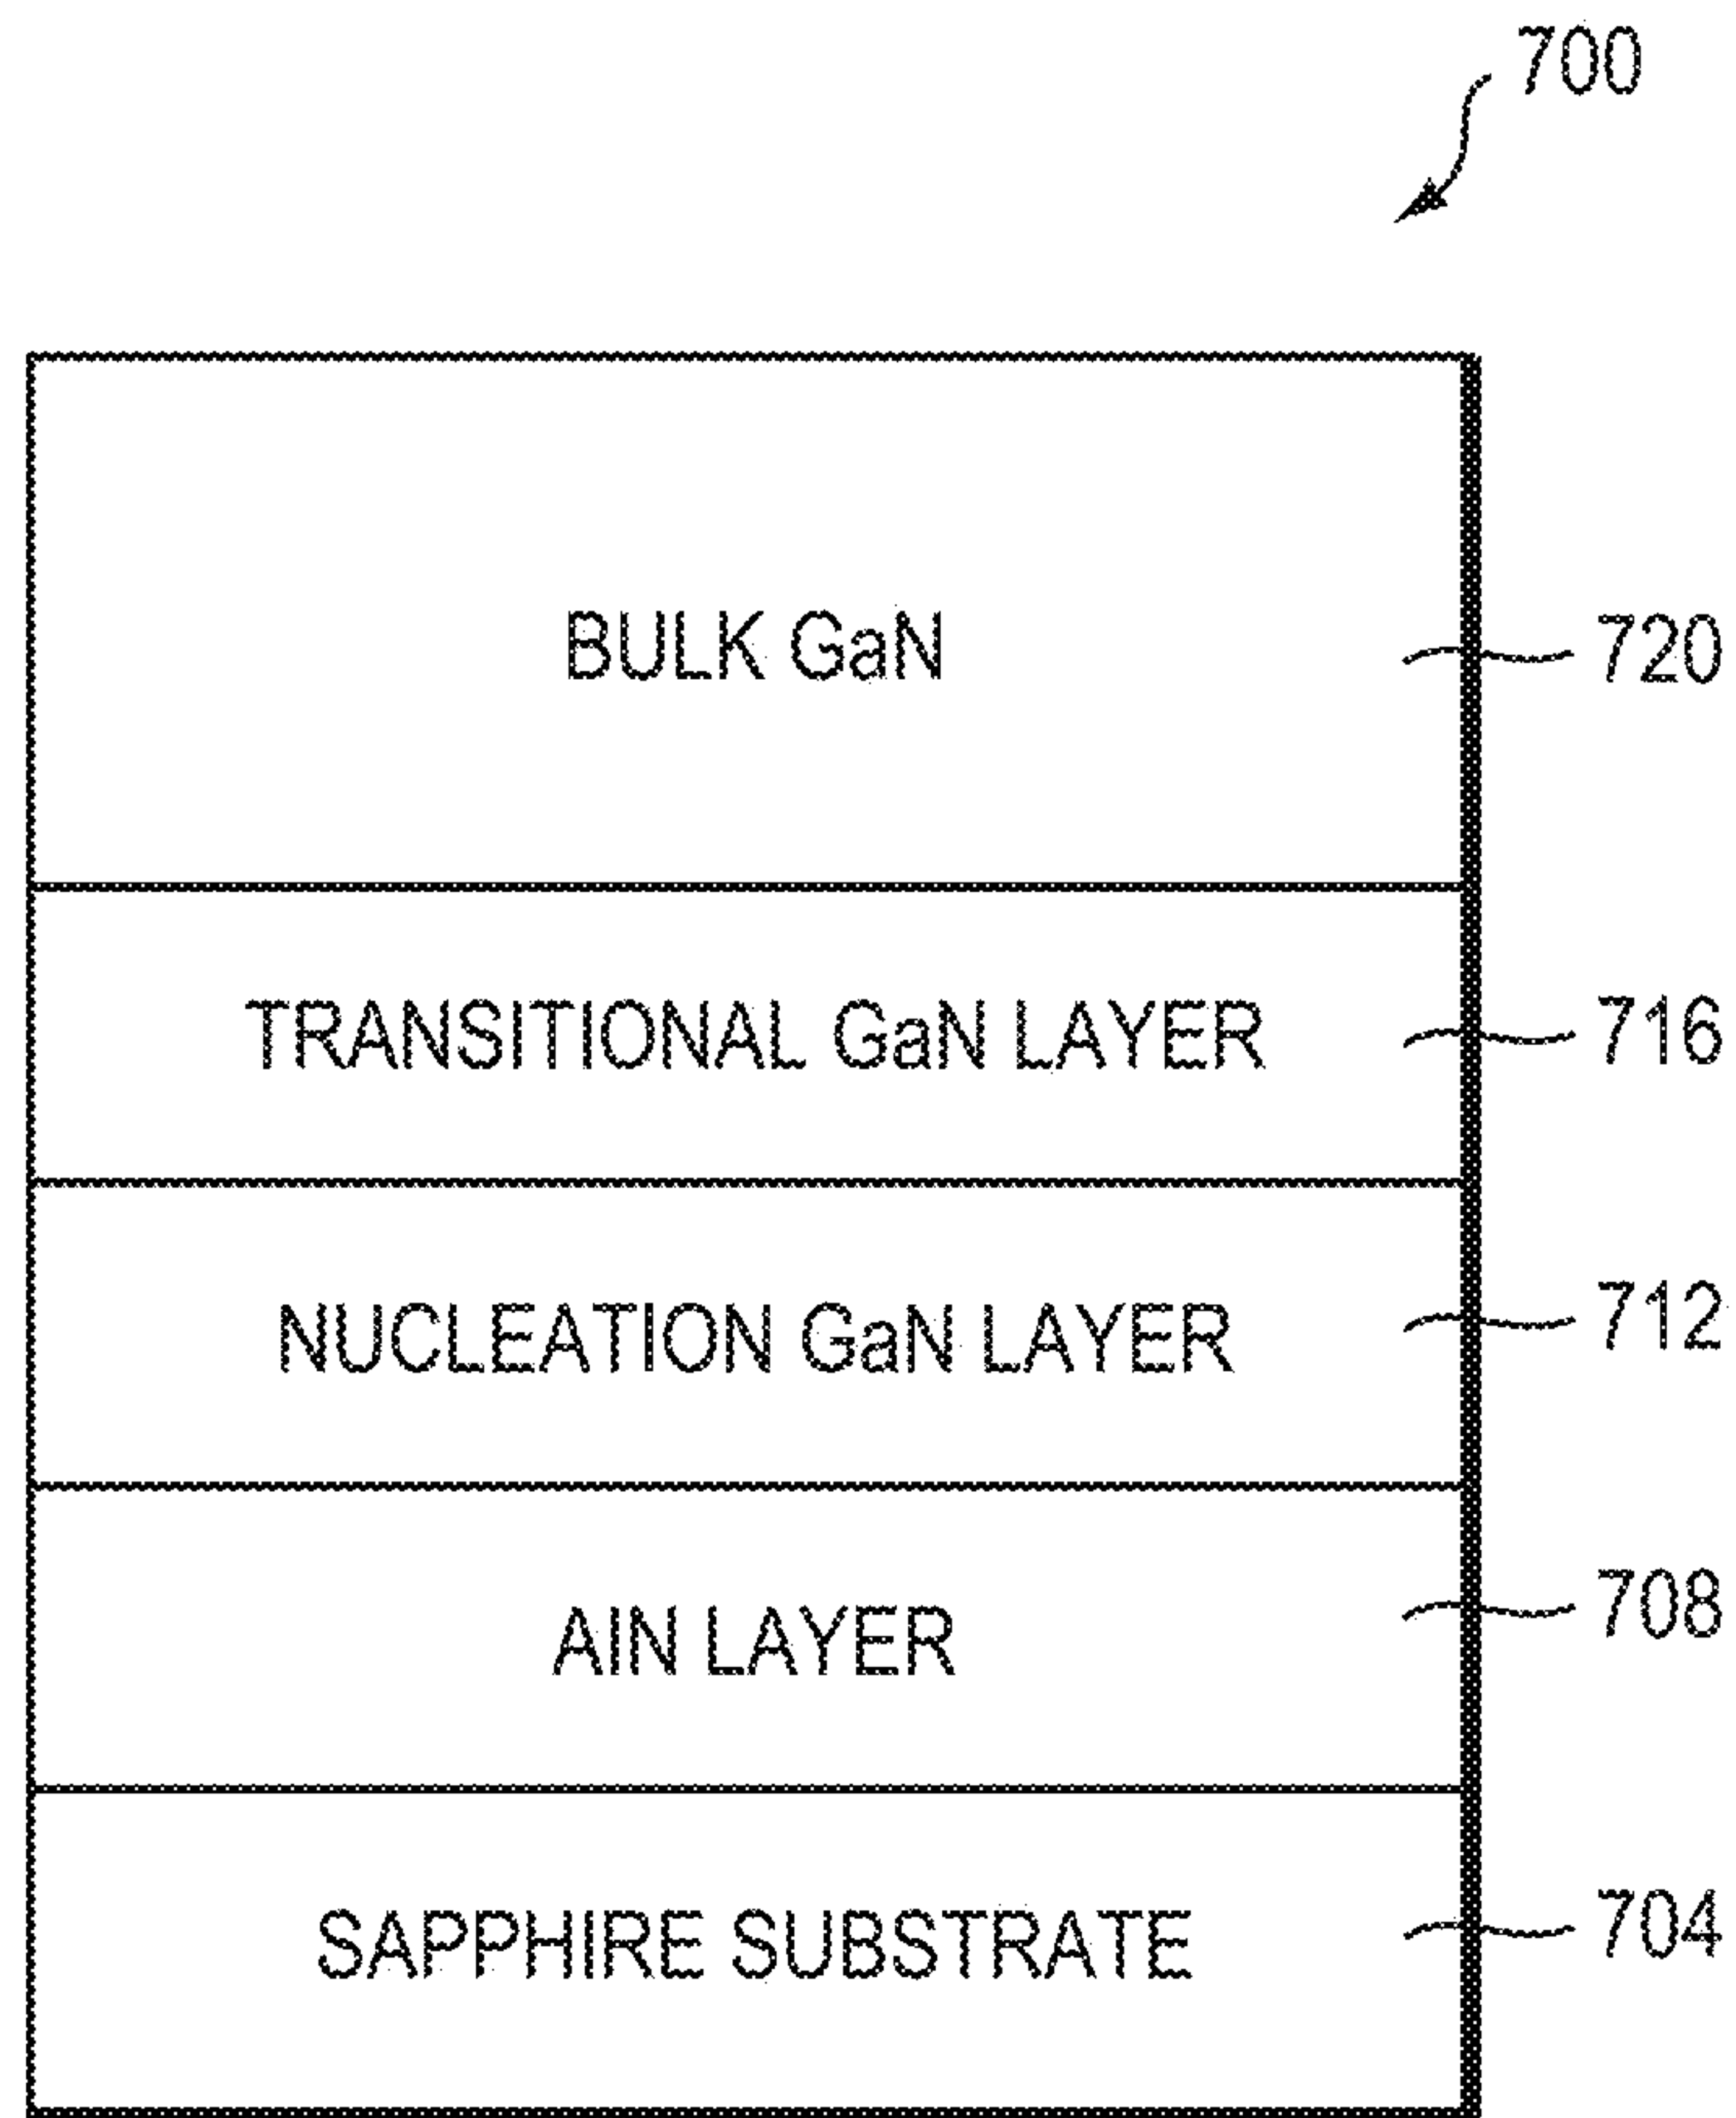 700
BULK GaN
720
TRANSITIONAL GaN LAYER
716
NUCLEATION GaN LAYER
712
AlN LAYER
708
SAPPHIRE SUBSTRATE
704